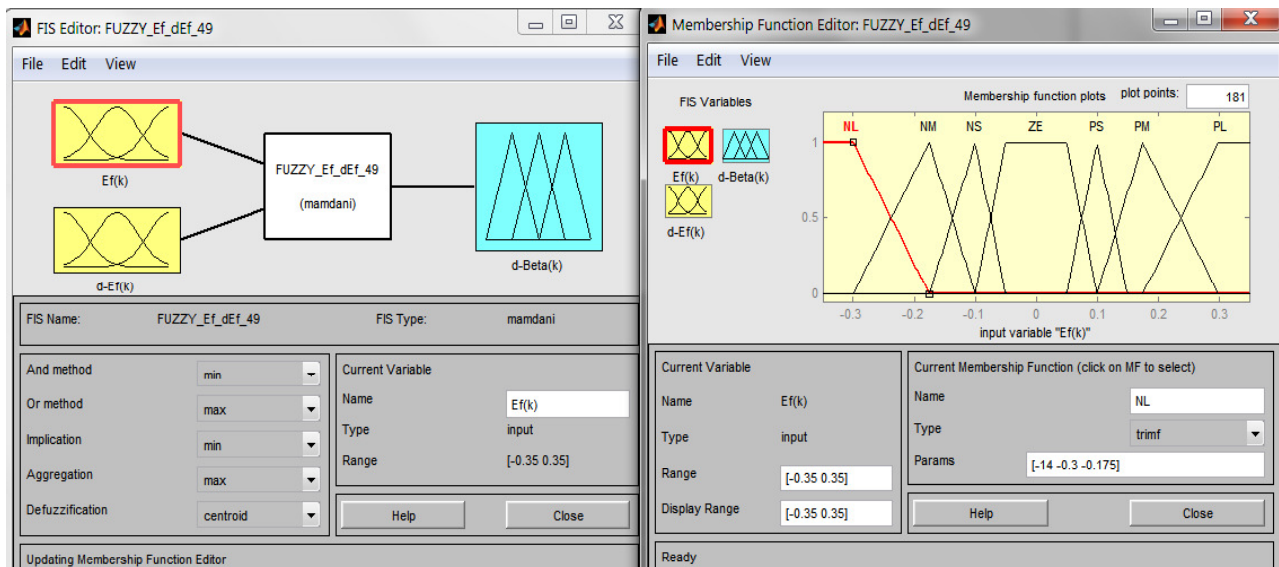 FIS Editor: FUZZY_Ef_dEf_49
File Edit View
Ef(k)
FUZZY_Ef_dEf_49
(mamdani)
d-Ef(k)
d-Beta(k)
FIS Name: FUZZY_Ef_dEf_49 FIS Type: mamdani
And method min
Or method max
Implication min
Aggregation max
Defuzzification centroid
Current Variable
Name Ef(k)
Type input
Range [-0.35 0.35]
Help Close
Updating Membership Function Editor
Membership Function Editor: FUZZY_Ef_dEf_49
File Edit View
FIS Variables
Ef(k) d-Beta(k)
d-Ef(k)
Membership function plots plot points: 181
NL NM NS ZE PS PM PL
1
0.5
0
-0.3 -0.2 -0.1 0 0.1 0.2 0.3
input variable "Ef(k)"
Current Variable
Name Ef(k)
Type input
Range [-0.35 0.35]
Display Range [-0.35 0.35]
Current Membership Function (click on MF to select)
Name NL
Type trimf
Params [-14 -0.3 -0.175]
Help Close
Ready